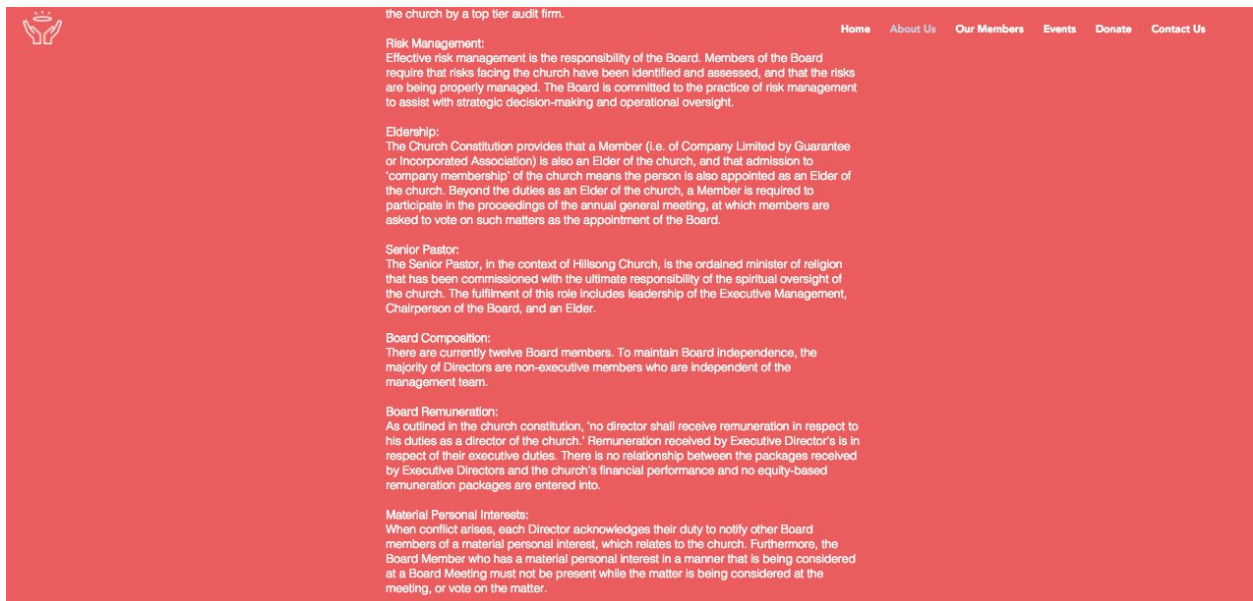 the church by a top tier audit firm.
Home About Us Our Members Events Donate Contact Us
Risk Management:
Effective risk management is the responsibility of the Board. Members of the Board
require that risks facing the church have been identified and assessed, and that the risks
are being properly managed. The Board is committed to the practice of risk management
to assist with strategic decision-making and operational oversight.
Eldership:
The Church Constitution provides that a Member (i.e. of Company Limited by Guarantee
or Incorporated Association) is also an Elder of the church, and that admission to
'company membership' of the church means the person is also appointed as an Elder of
the church. Beyond the duties as an Elder of the church, a Member is required to
participate in the proceedings of the annual general meeting, at which members are
asked to vote on such matters as the appointment of the Board.
Senior Pastor:
The Senior Pastor, in the context of Hillsong Church, is the ordained minister of religion
that has been commissioned with the ultimate responsibility of the spiritual oversight of
the church. The fulfilment of this role includes leadership of the Executive Management,
Chairperson of the Board, and an Elder.
Board Composition:
There are currently twelve Board members. To maintain Board independence, the
majority of Directors are non-executive members who are independent of the
management team.
Board Remuneration:
As outlined in the church constitution, 'no director shall receive remuneration in respect to
his duties as a director of the church.' Remuneration received by Executive Director's is in
respect of their executive duties. There is no relationship between the packages received
by Executive Directors and the church's financial performance and no equity-based
remuneration packages are entered into.
Material Personal Interests:
When conflict arises, each Director acknowledges their duty to notify other Board
members of a material personal interest, which relates to the church. Furthermore, the
Board Member who has a material personal interest in a manner that is being considered
at a Board Meeting must not be present while the matter is being considered at the
meeting, or vote on the matter.